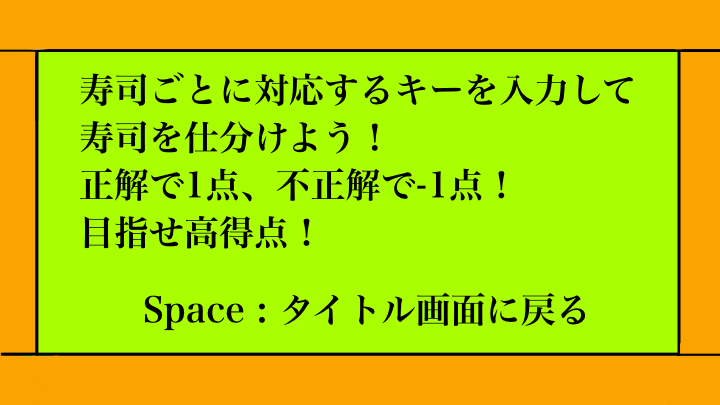 寿司ごとに対応するキーを入力して
寿司を仕分けよう！
正解で1点、不正解で-1点！
目指せ高得点！
Space：タイトル画面に戻る